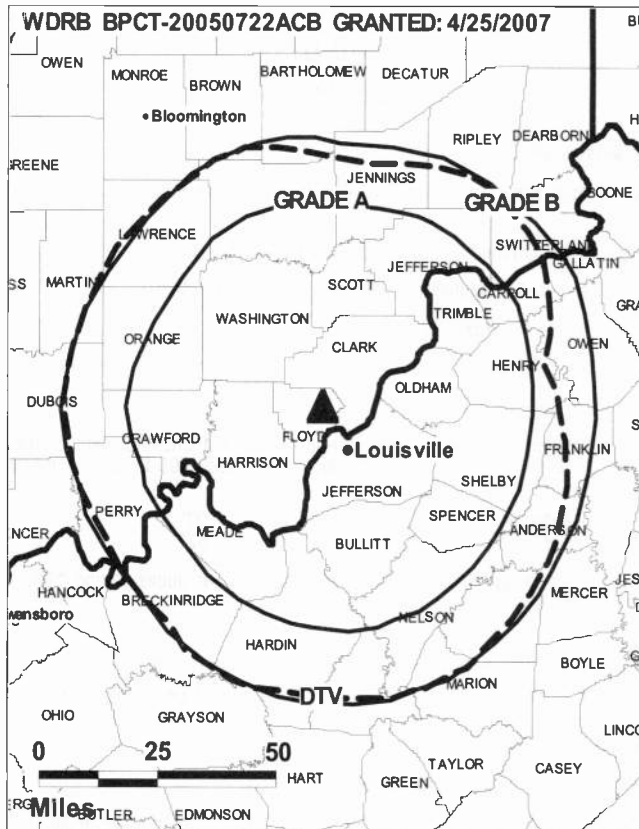 WDRB BPCT-20050722ACB GRANTED: 4/25/2007
OWEN
MONROE
BROWN
BARTHOLOMEW
DECATUR
Bloomington
RIPLEY
DEARBORN
GREENE
JENNINGS
BOONE
GRADE A
GRADE B
LAWRENCE
SWITZERLAND
JEFFERSON
GALLATIN
MARTIN
SCOTT
CARROLL
TRIMBLE
WASHINGTON
ORANGE
CLARK
OWEN
HENRY
OLDHAM
DUBOIS
CRAWFORD
FLOYD
Louisville
FRANKLIN
HARRISON
SHELBY
JEFFERSON
PERRY
SPENCER
MEADE
ANDERSON
BULLITT
HANCOCK
BRECKINRIDGE
MERCER
wensboro
NELSON
HARDIN
BOYLE
MARION
DTV
OHIO
GRAYSON
0 25 50
TAYLOR
HART
GREEN
CASEY
Miles
BUTLER
EDMONSON